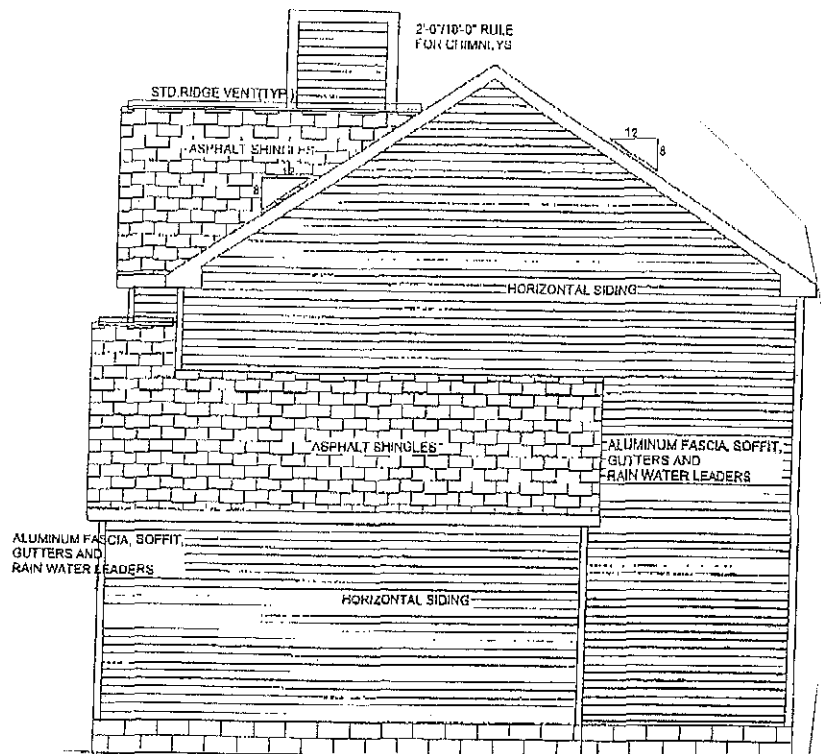 2'-0"/10'-0" RULE
FOR CHIMNEYS
STD.RIDGE VENT(TYP.)
ASPHALT SHINGLES
12
8
12
8
HORIZONTAL SIDING
ASPHALT SHINGLES
ALUMINUM FASCIA, SOFFIT,
GUTTERS AND
RAIN WATER LEADERS
ALUMINUM FASCIA, SOFFIT,
GUTTERS AND
RAIN WATER LEADERS
HORIZONTAL SIDING